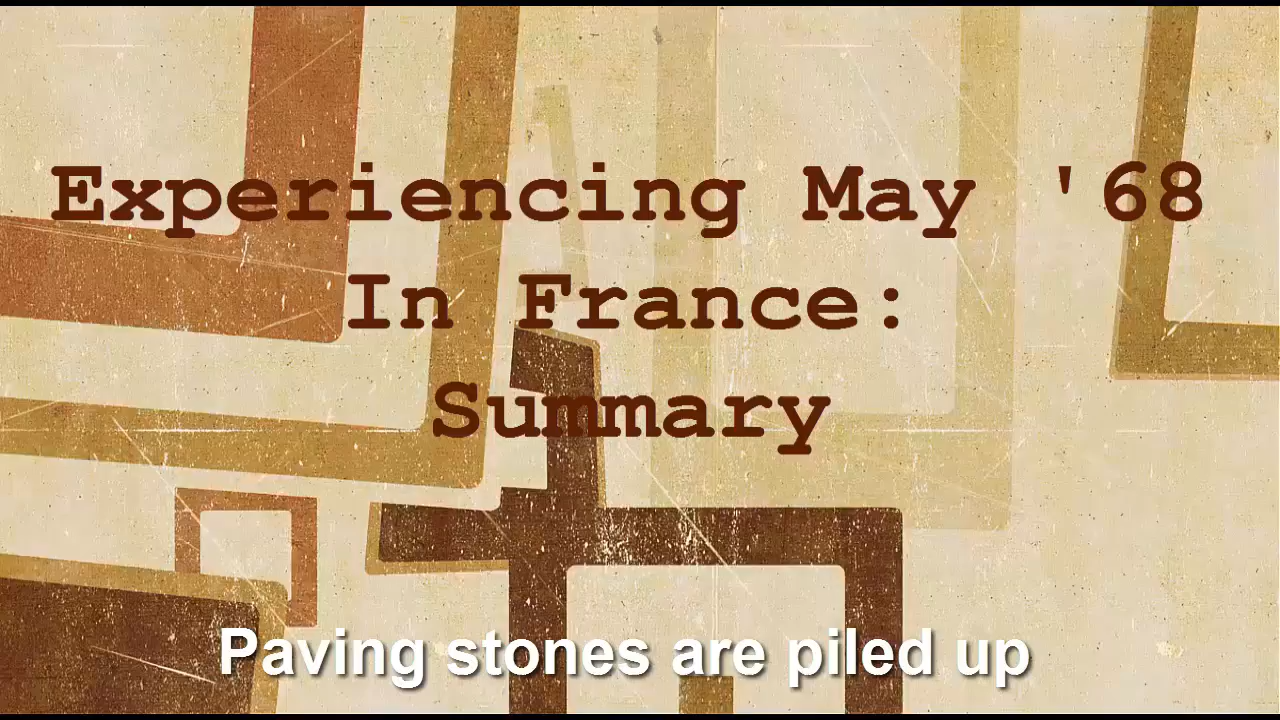 Experiencing May '68
In France:
Summary
Paving stones are piled up